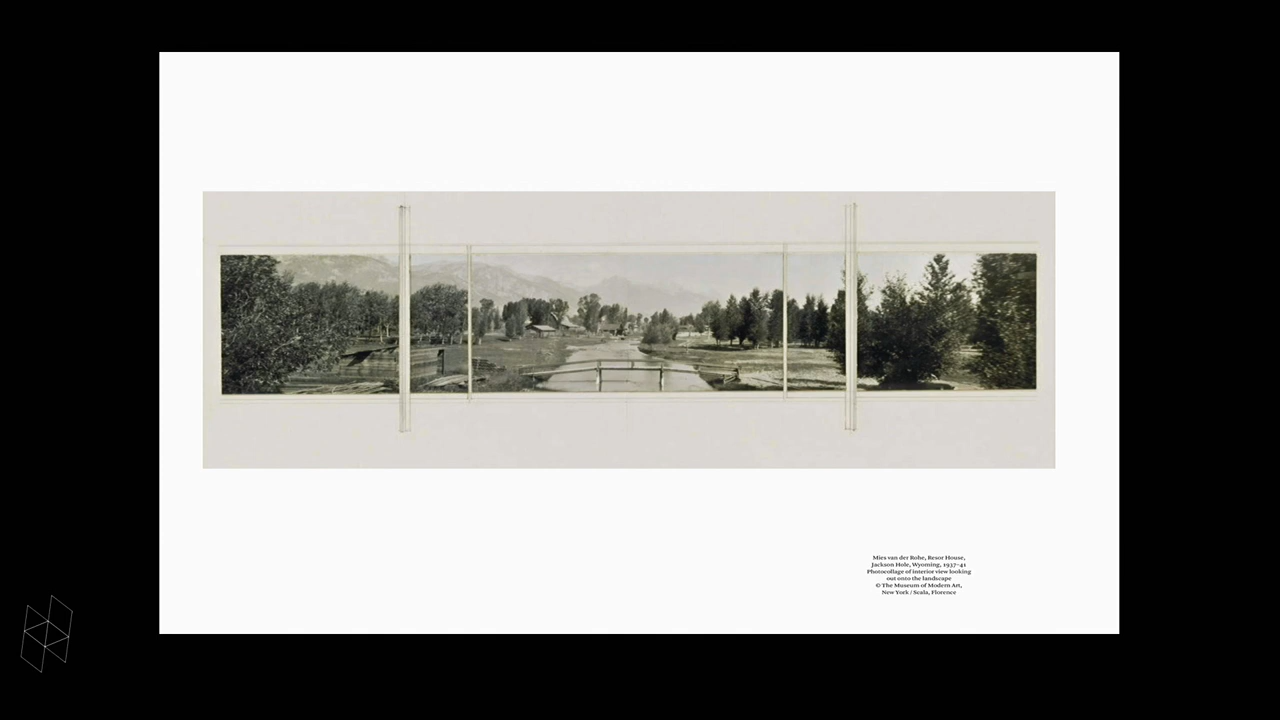 Mies van der Rohe, Resor House,
Jackson Hole, Wyoming, 1937–41
Photocollage of interior view looking
out onto the landscape
© The Museum of Modern Art,
New York / Scala, Florence